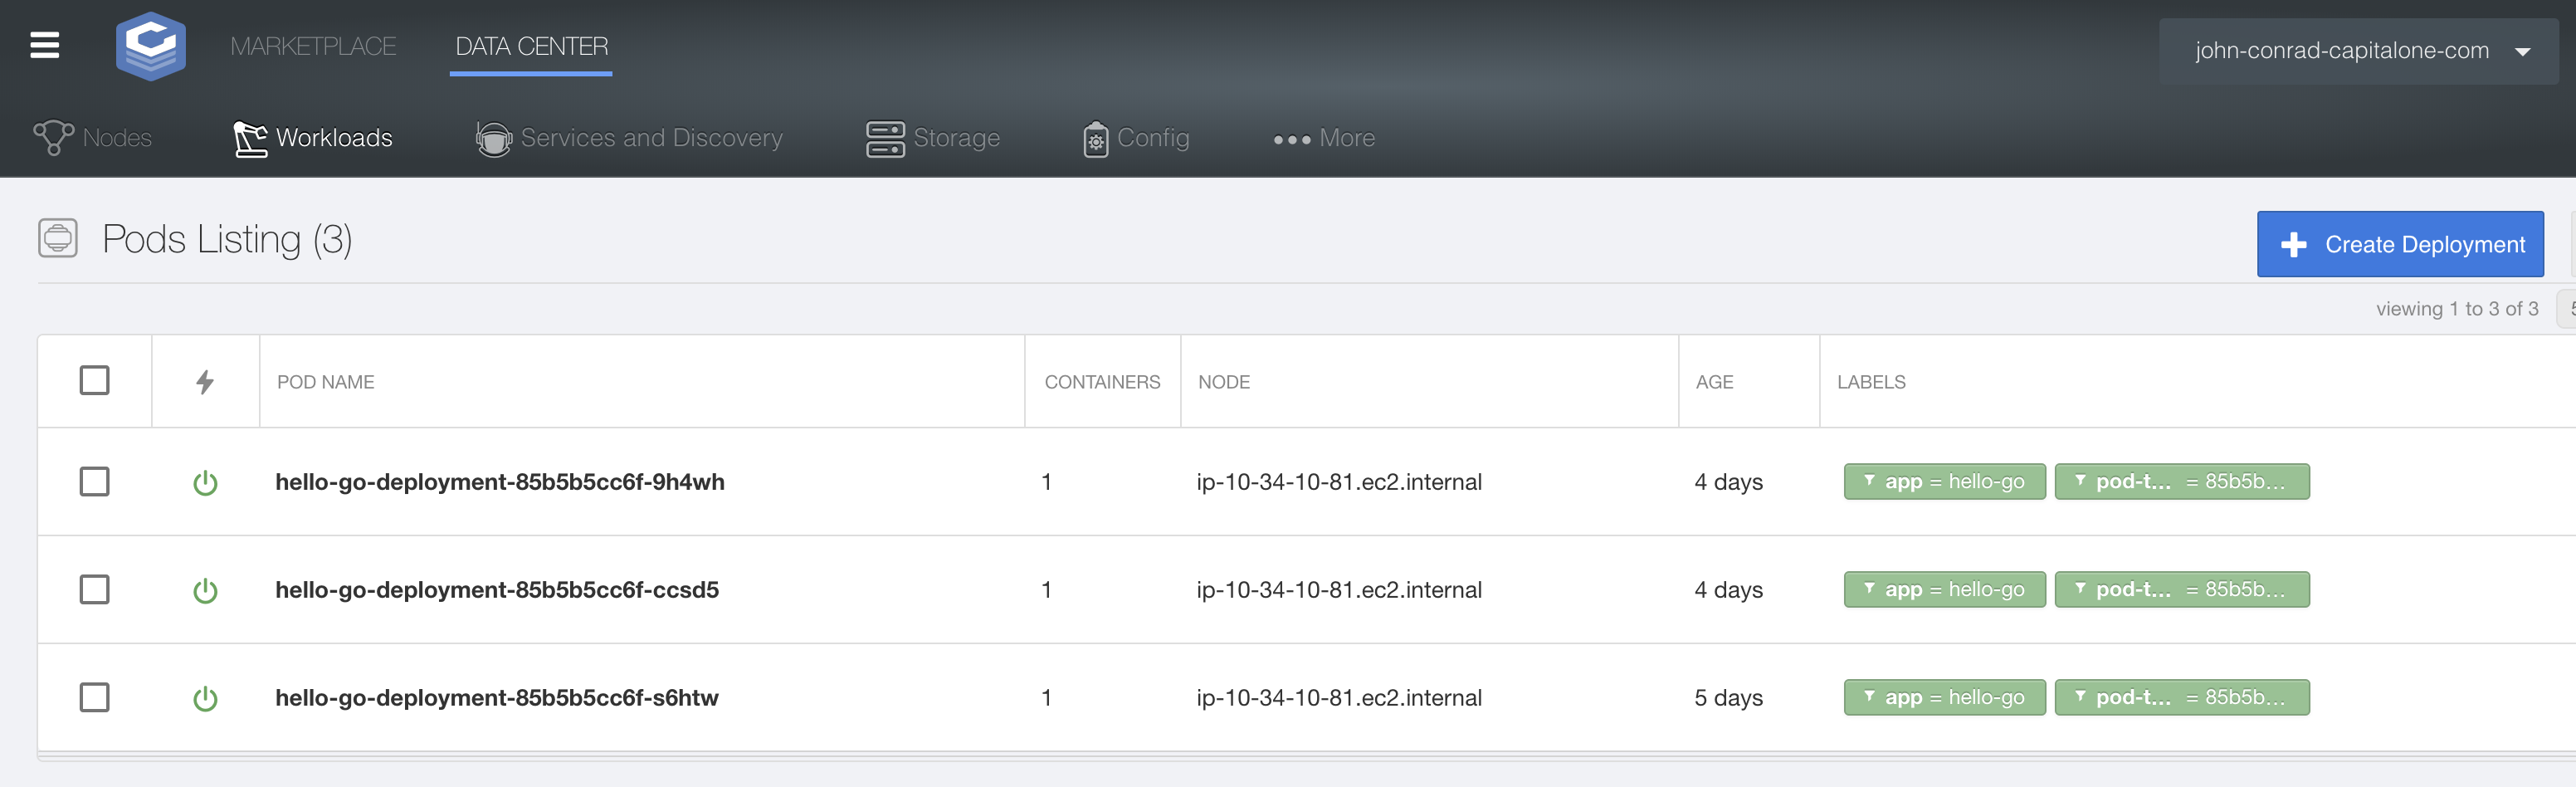 MARKETPLACE DATA CENTER john-conrad-capitalone-com
Nodes Workloads Services and Discovery Storage Config More
Pods Listing (3) Create Deployment
viewing 1 to 3 of 3
POD NAME CONTAINERS NODE AGE LABELS
hello-go-deployment-85b5b5cc6f-9h4wh 1 ip-10-34-10-81.ec2.internal 4 days app = hello-go pod-t... = 85b5b...
hello-go-deployment-85b5b5cc6f-ccsd5 1 ip-10-34-10-81.ec2.internal 4 days app = hello-go pod-t... = 85b5b...
hello-go-deployment-85b5b5cc6f-s6htw 1 ip-10-34-10-81.ec2.internal 5 days app = hello-go pod-t... = 85b5b...